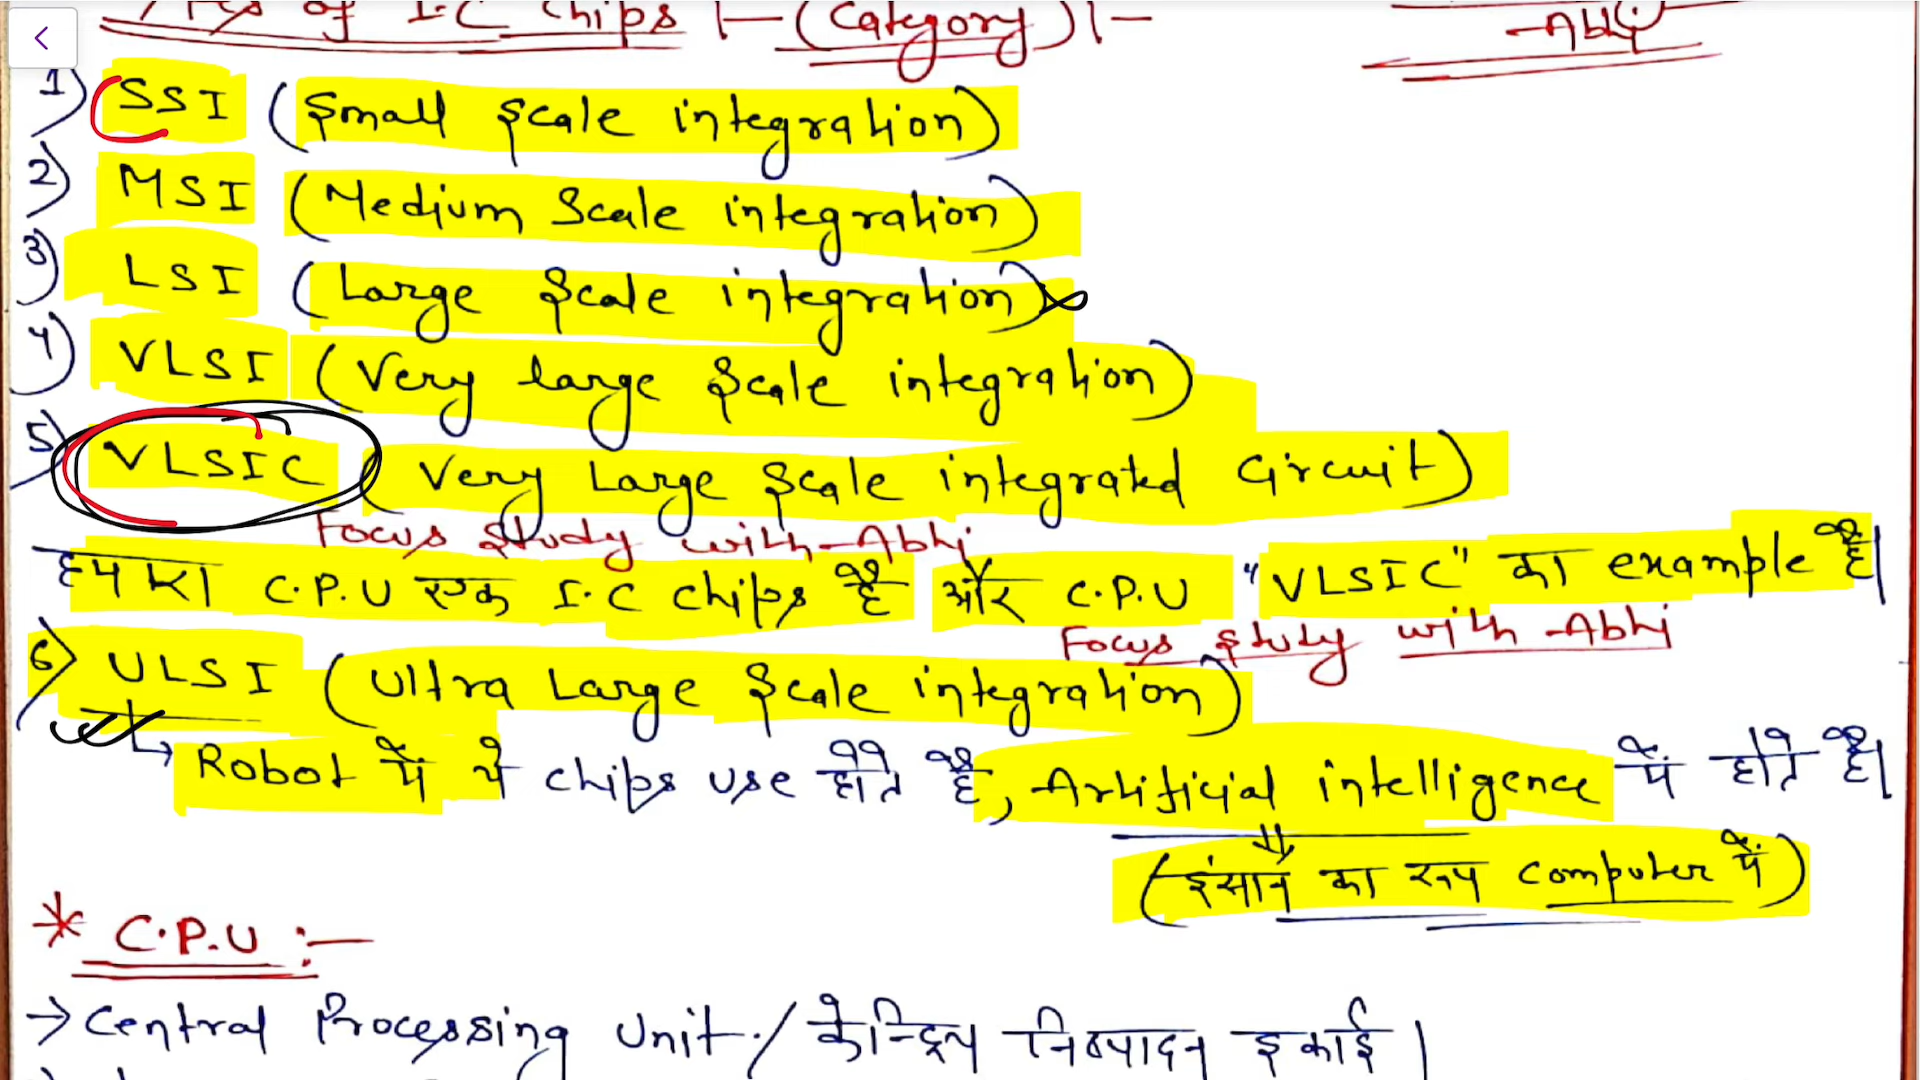 Types of I.C Chips :- (Category) :-
-Abhi
1) SSI (Small Scale integration)
2) MSI (Medium Scale integration)
3) LSI (Large Scale integration)
4) VLSI (Very large Scale integration)
5) VLSIC (Very Large Scale integrated Circuit)
Focus Study with -Abhi
हमारा C.P.U एक I.C chips है और C.P.U "VLSIC" का example है।
Focus Study with -Abhi
6) ULSI (Ultra Large Scale integration)
↳ Robot में ये chips use होते है, Artificial intelligence में होते है।
(इंसान का रूप computer में)
* C.P.U :-
→ Central Processing Unit / केन्द्रिय निष्पादन इकाई।